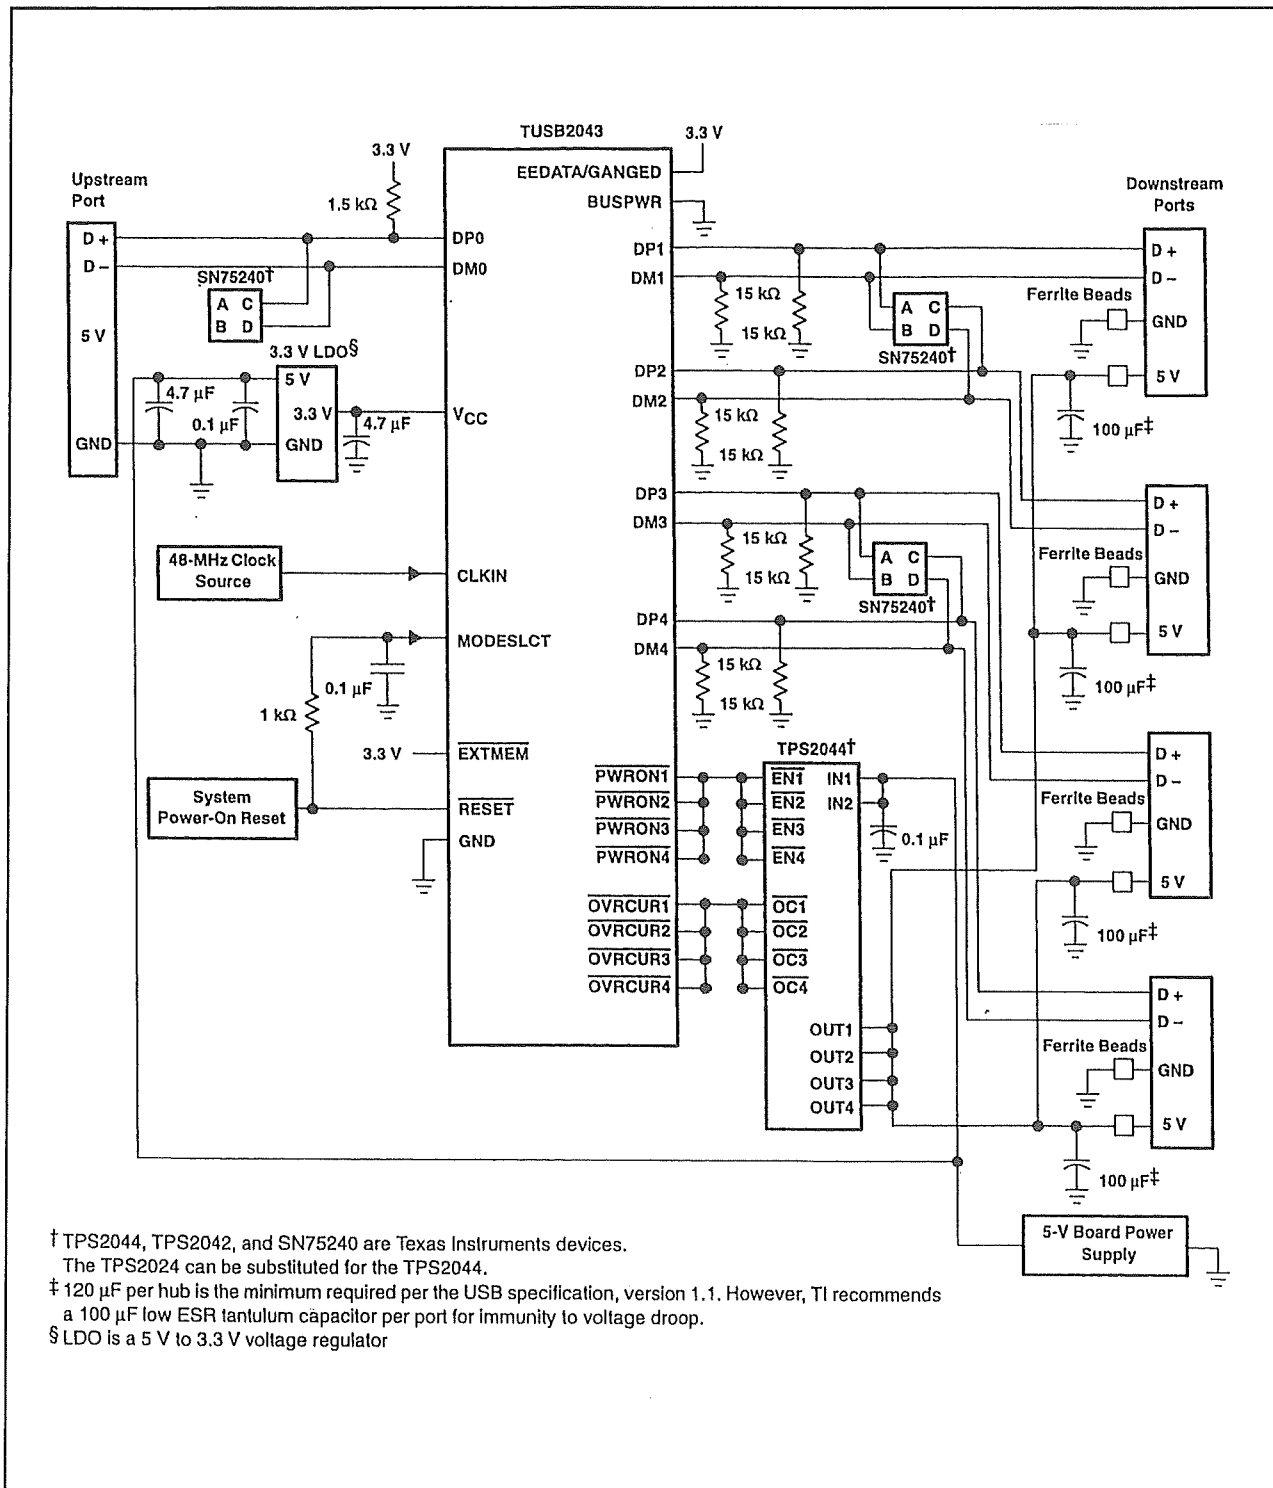 TUSB2043
3.3 V
3.3 V
EEDATA/GANGED
BUSPWR
Upstream
Port
1.5 kΩ
Downstream
Ports
D +
D −
5 V
GND
DP0
DM0
SN75240†
A C
B D
3.3 V LDO§
5 V
3.3 V
GND
4.7 µF
0.1 µF
4.7 µF
VCC
DP1
DM1
15 kΩ
15 kΩ
A C
B D
SN75240†
D +
D −
Ferrite Beads
GND
5 V
100 µF‡
DP2
DM2
15 kΩ
15 kΩ
D +
D −
Ferrite Beads
GND
5 V
100 µF‡
DP3
DM3
15 kΩ
15 kΩ
A C
B D
SN75240†
48-MHz Clock
Source
CLKIN
DP4
DM4
15 kΩ
15 kΩ
MODESLCT
0.1 µF
1 kΩ
3.3 V
EXTMEM
System
Power-On Reset
RESET
GND
D +
D −
Ferrite Beads
GND
5 V
100 µF‡
TPS2044†
PWRON1
PWRON2
PWRON3
PWRON4
EN1
EN2
EN3
EN4
IN1
IN2
0.1 µF
OVRCUR1
OVRCUR2
OVRCUR3
OVRCUR4
OC1
OC2
OC3
OC4
OUT1
OUT2
OUT3
OUT4
D +
D −
Ferrite Beads
GND
5 V
100 µF‡
5-V Board Power
Supply
† TPS2044, TPS2042, and SN75240 are Texas Instruments devices.
The TPS2024 can be substituted for the TPS2044.
‡ 120 µF per hub is the minimum required per the USB specification, version 1.1. However, TI recommends
a 100 µF low ESR tantulum capacitor per port for immunity to voltage droop.
§ LDO is a 5 V to 3.3 V voltage regulator